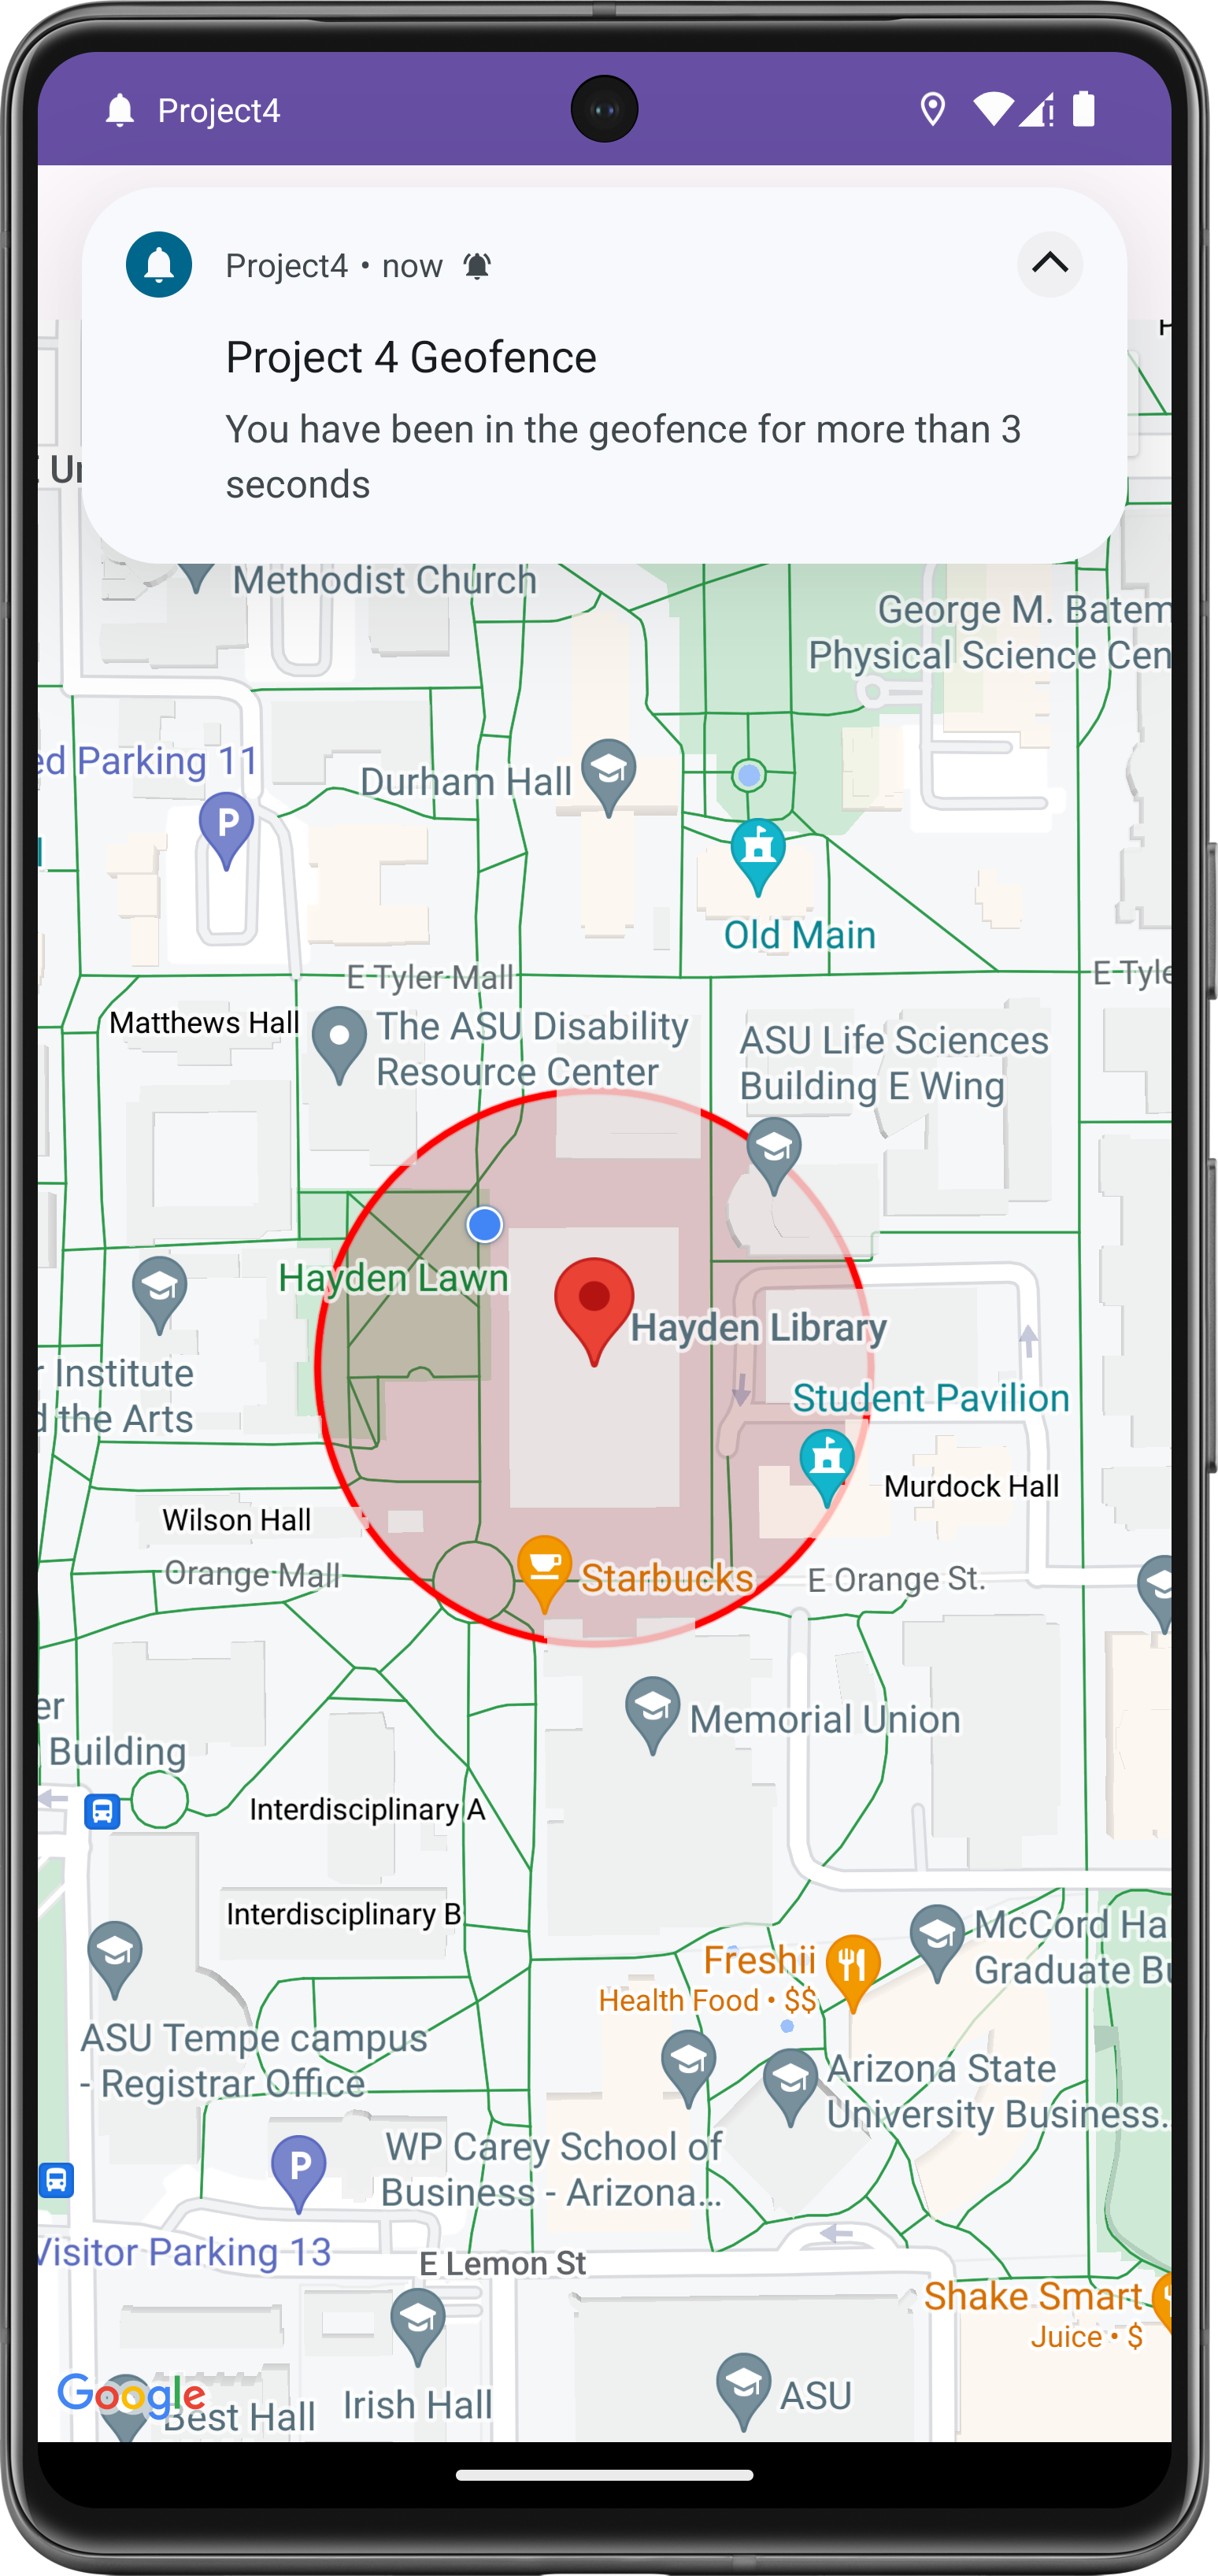 Project4
Project4 • now
Project 4 Geofence
You have been in the geofence for more than 3
seconds
Methodist Church
George M. Batem
Physical Science Cen
ed Parking 11
P
Durham Hall
Old Main
E Tyler Mall
E Tyle
Matthews Hall
The ASU Disability
Resource Center
ASU Life Sciences
Building E Wing
Hayden Lawn
Hayden Library
r Institute
d the Arts
Student Pavilion
Murdock Hall
Wilson Hall
Orange Mall
Starbucks
E Orange St.
er
Building
Memorial Union
Interdisciplinary A
Interdisciplinary B
McCord Ha
Graduate Bu
Freshii
Health Food • $$
ASU Tempe campus
- Registrar Office
Arizona State
University Business...
P
WP Carey School of
Business - Arizona...
Visitor Parking 13
E Lemon St
Shake Smart
Juice • $
Google
Best Hall
Irish Hall
ASU